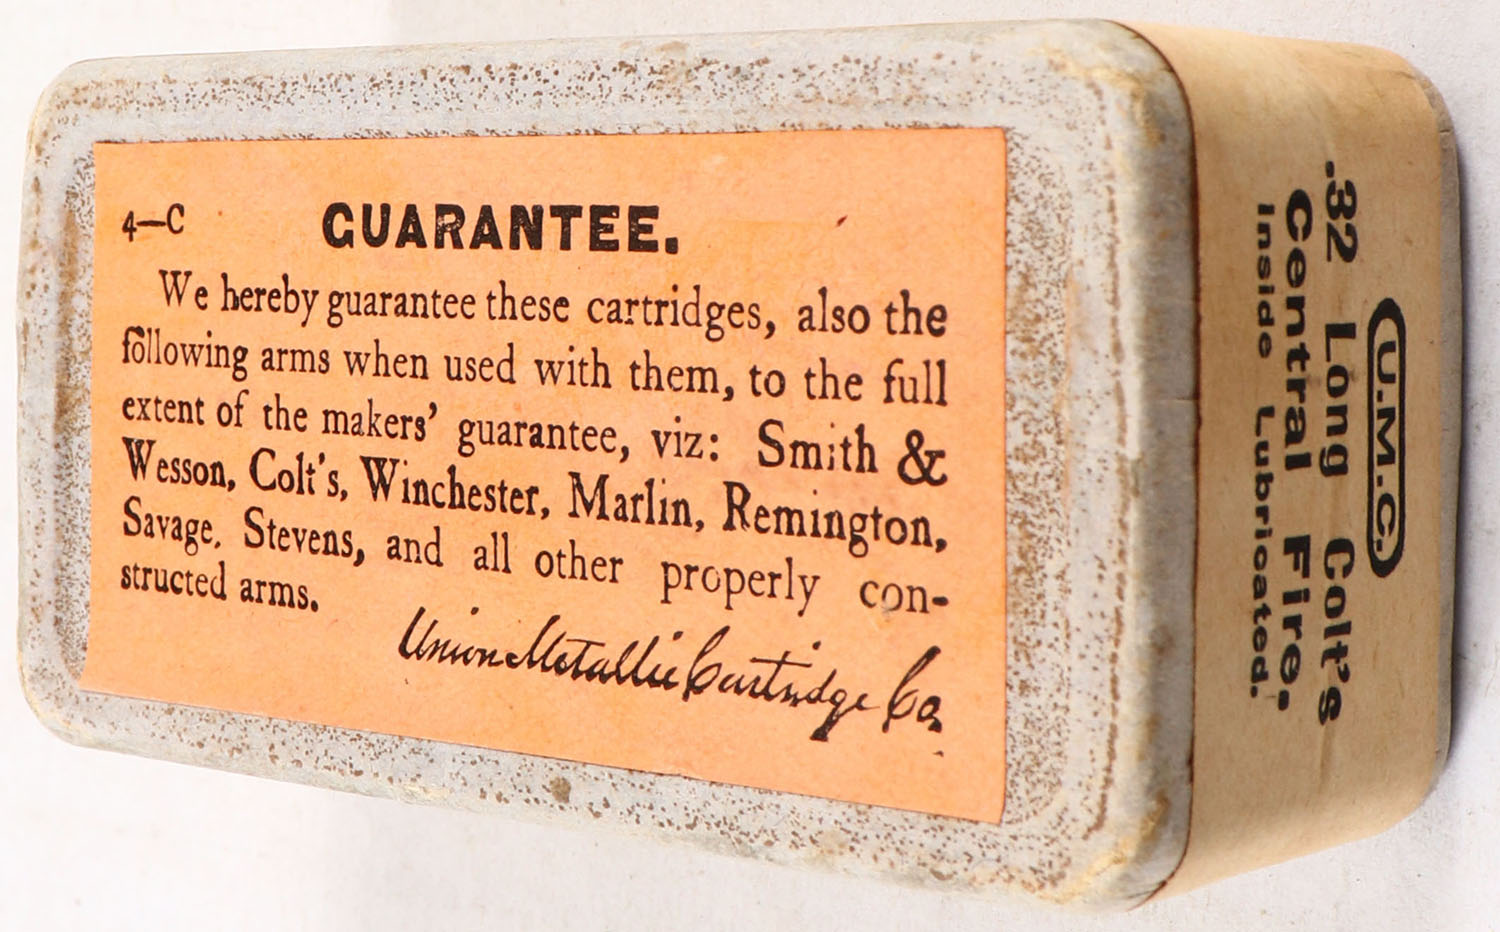 4—C GUARANTEE.
We hereby guarantee these cartridges, also the
following arms when used with them, to the full
extent of the makers' guarantee, viz: Smith &
Wesson, Colt's, Winchester, Marlin, Remington,
Savage. Stevens, and all other properly con-
structed arms.
Union Metallic Cartridge Co.
U.M.C.
.32 Long Colt's
Central Fire.
Inside Lubricated.